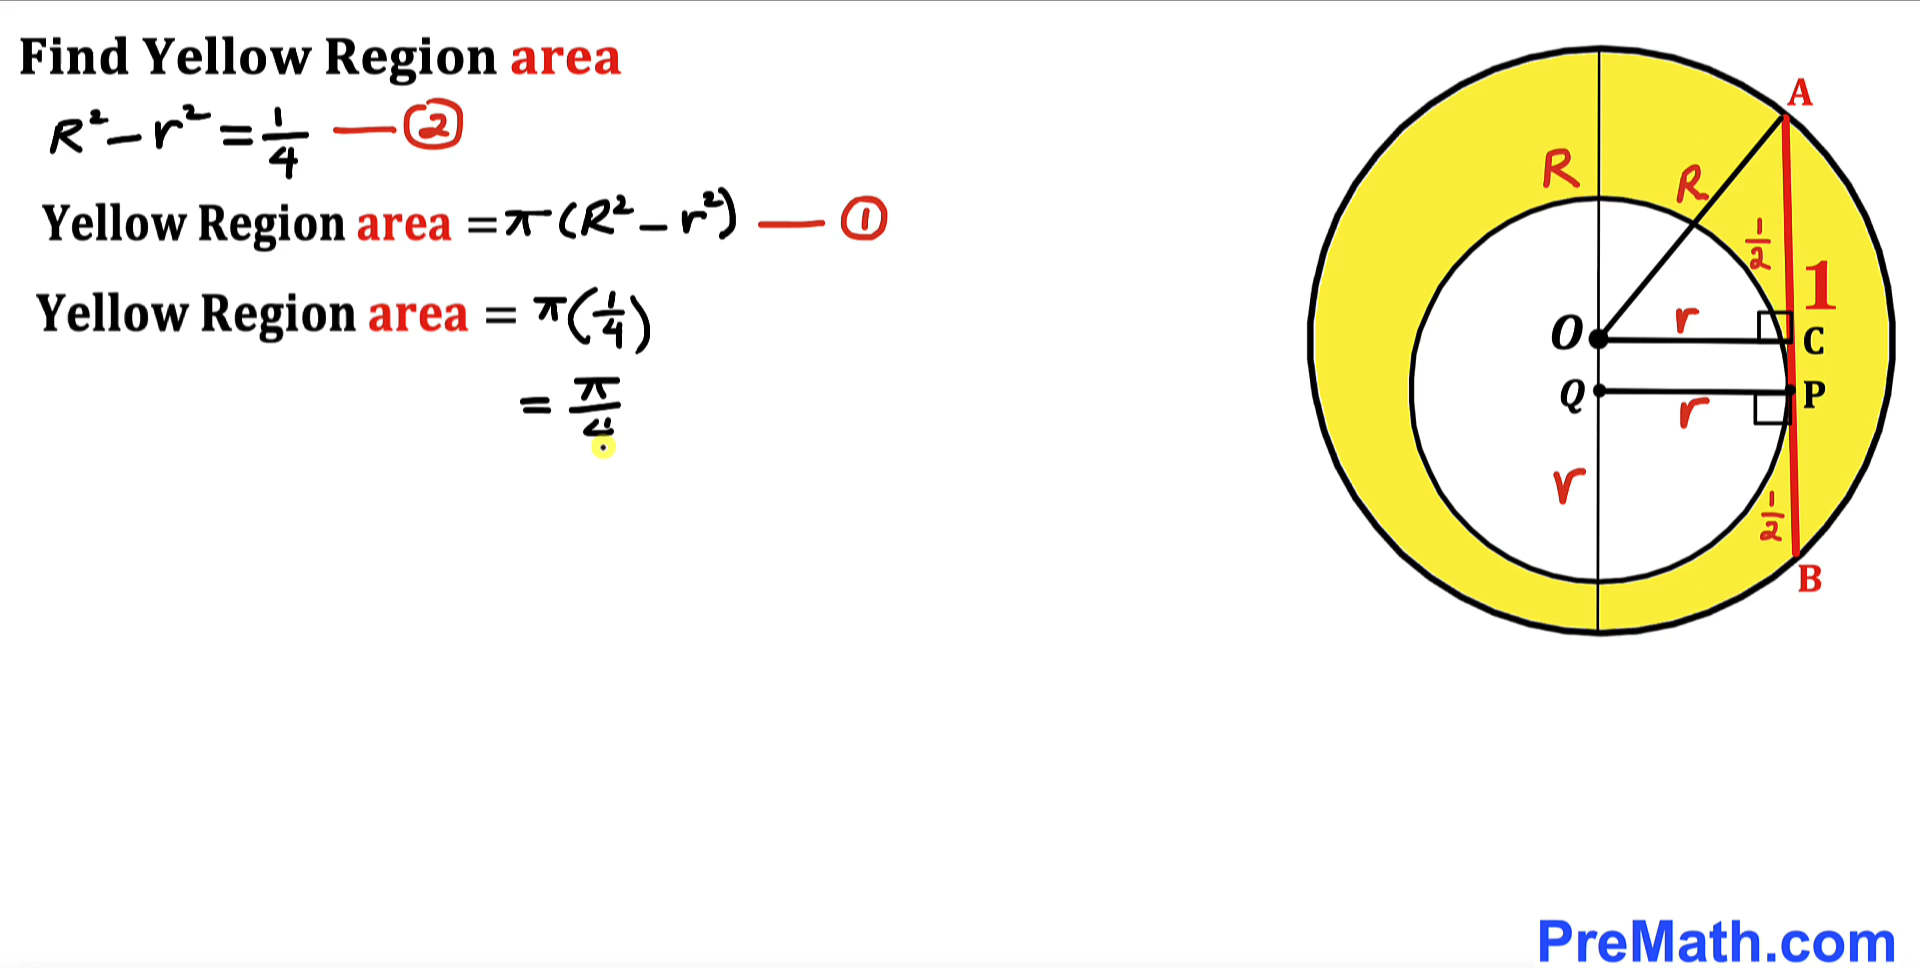 Find Yellow Region area
R² − r² = 1/4 — ②
Yellow Region area = π(R² − r²) — ①
Yellow Region area = π(1/4)
= π/4
A
R
R
1/2
1
r
O
C
Q
P
r
r
1/2
B
PreMath.com